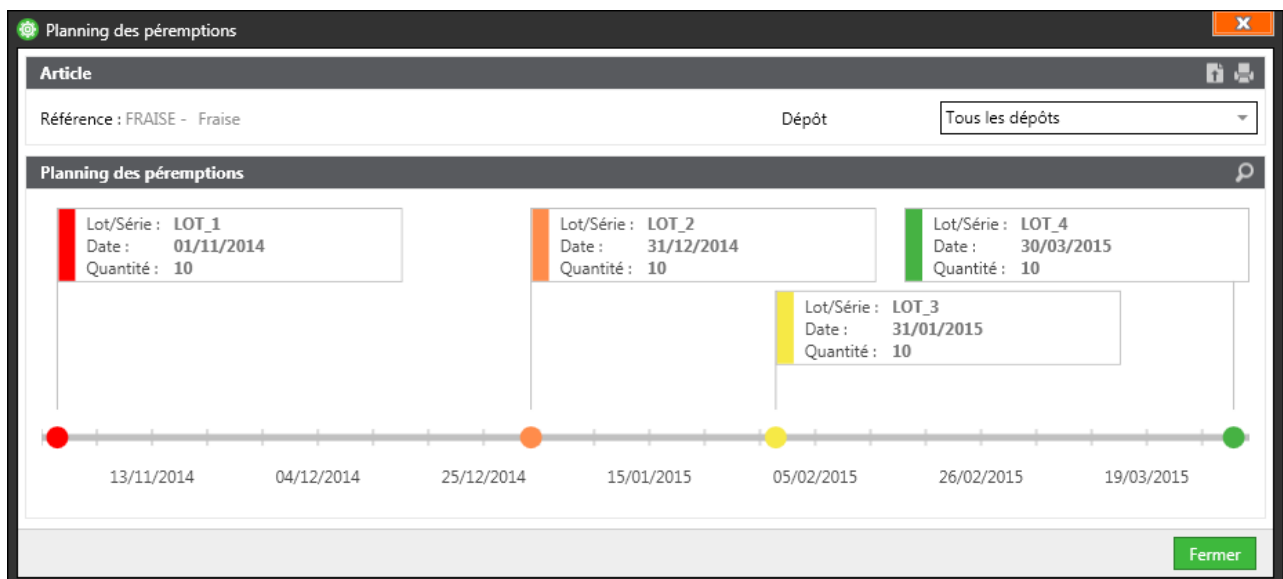 Planning des péremptions
Article
Référence : FRAISE - Fraise
Dépôt
Tous les dépôts
Planning des péremptions
Lot/Série : LOT_1
Date : 01/11/2014
Quantité : 10
Lot/Série : LOT_2
Date : 31/12/2014
Quantité : 10
Lot/Série : LOT_4
Date : 30/03/2015
Quantité : 10
Lot/Série : LOT_3
Date : 31/01/2015
Quantité : 10
13/11/2014 04/12/2014 25/12/2014 15/01/2015 05/02/2015 26/02/2015 19/03/2015
Fermer